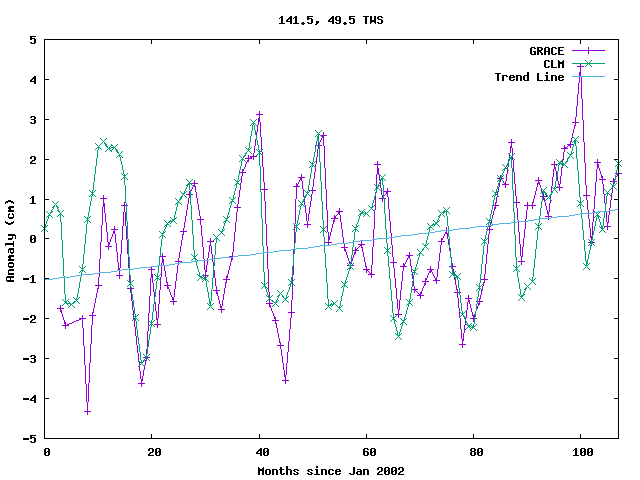 141.5, 49.5 TWS
GRACE
CLM
Trend Line
Anomaly (cm)
5
4
3
2
1
0
-1
-2
-3
-4
-5
0 20 40 60 80 100
Months since Jan 2002